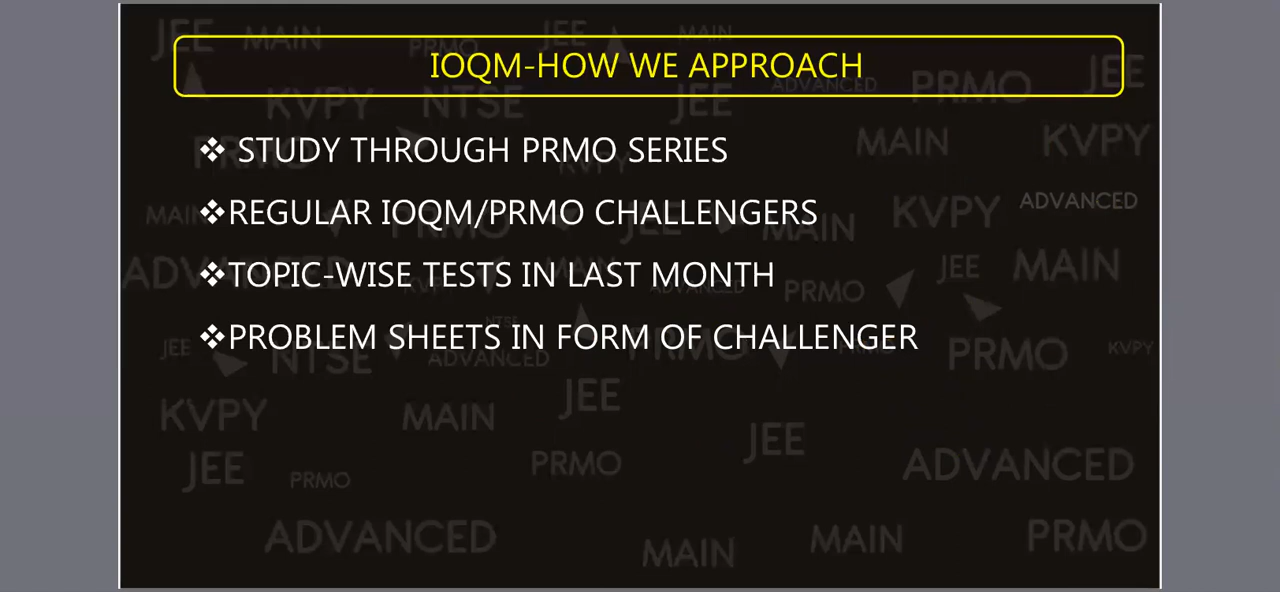 IOQM-HOW WE APPROACH
❖ STUDY THROUGH PRMO SERIES
❖REGULAR IOQM/PRMO CHALLENGERS
❖TOPIC-WISE TESTS IN LAST MONTH
❖PROBLEM SHEETS IN FORM OF CHALLENGER